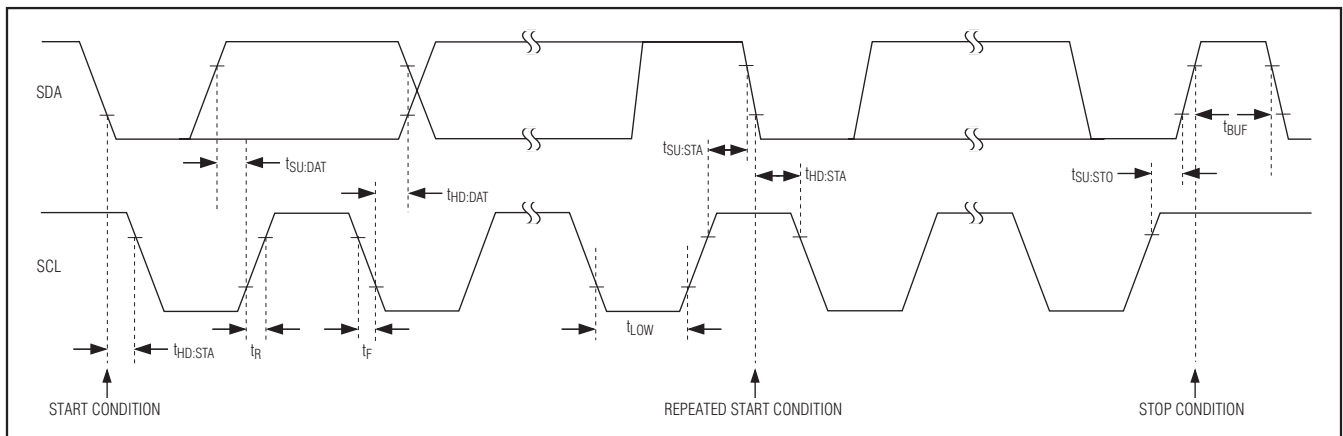 SDA
tSU:DAT
tHD:DAT
tSU:STA
tHD:STA
tBUF
tSU:STO
SCL
tHD:STA
tR
tF
tLOW
START CONDITION
REPEATED START CONDITION
STOP CONDITION